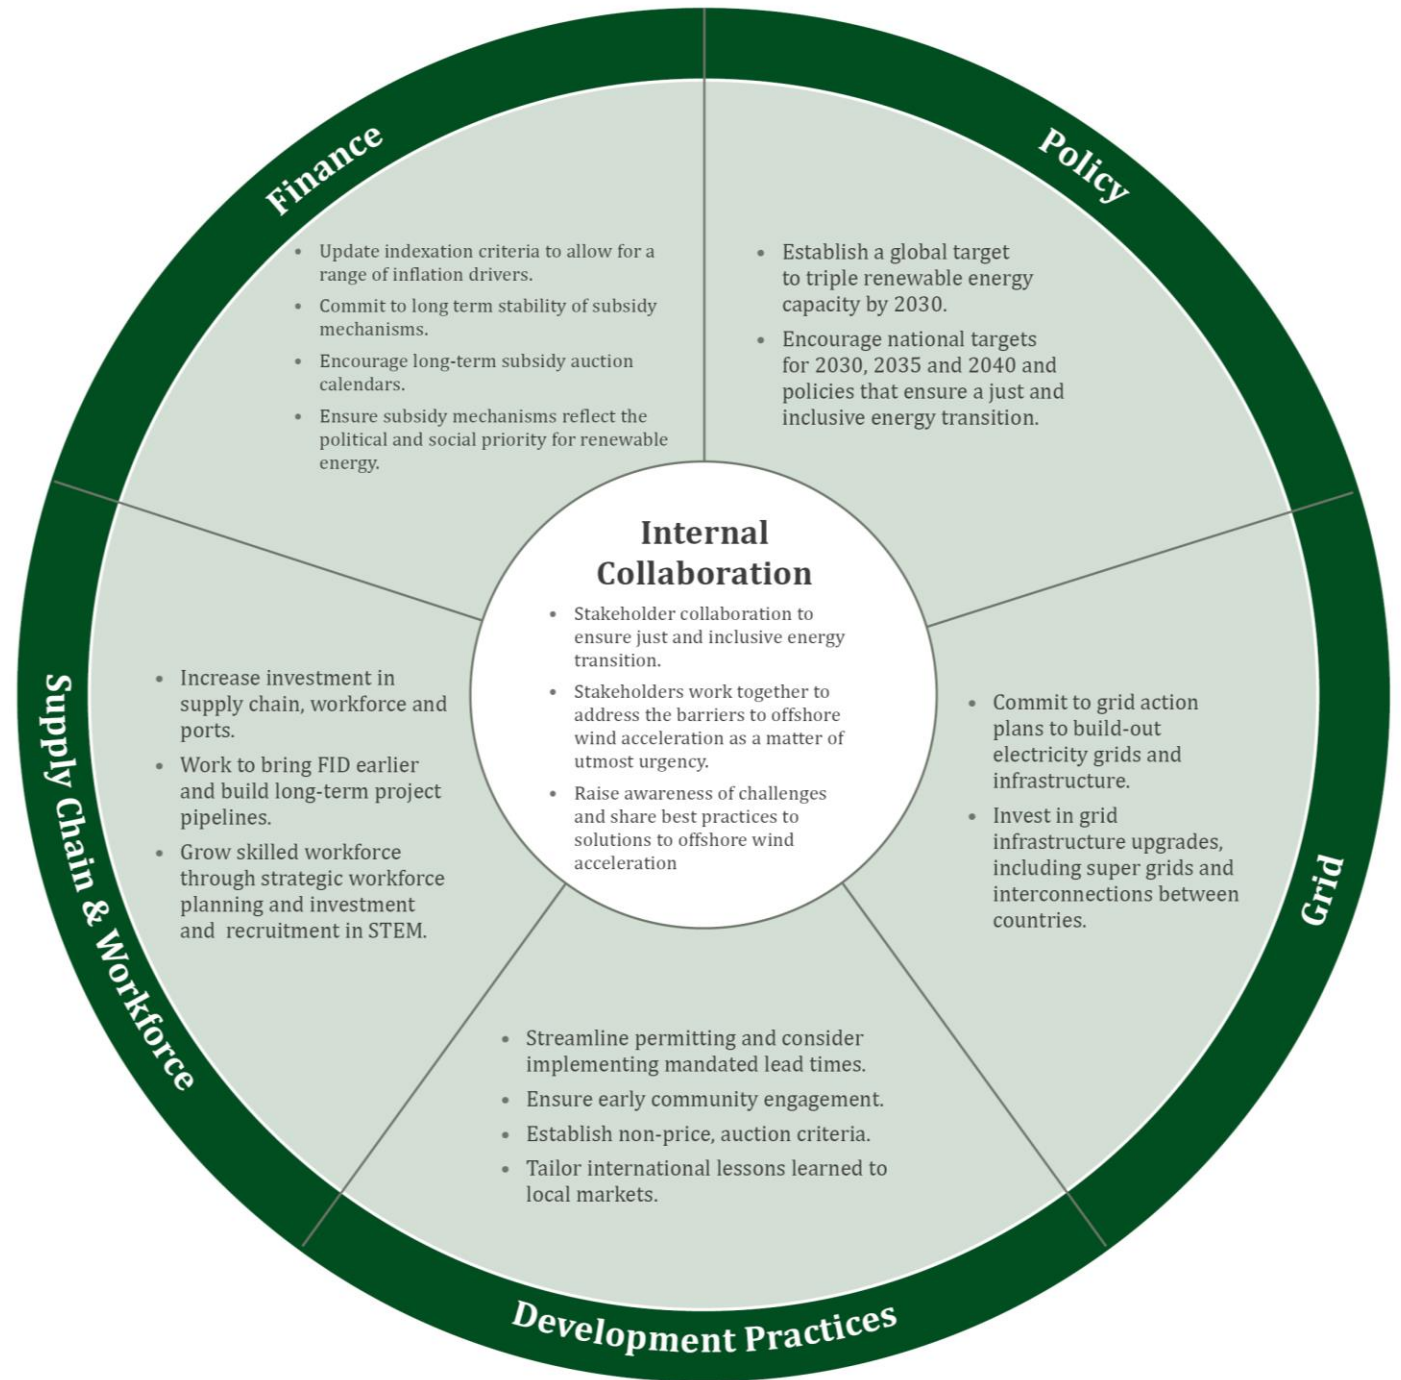 Finance
• Update indexation criteria to allow for a
range of inflation drivers.
• Commit to long term stability of subsidy
mechanisms.
• Encourage long-term subsidy auction
calendars.
• Ensure subsidy mechanisms reflect the
political and social priority for renewable
energy.
Policy
• Establish a global target
to triple renewable energy
capacity by 2030.
• Encourage national targets
for 2030, 2035 and 2040 and
policies that ensure a just and
inclusive energy transition.
Internal
Collaboration
• Stakeholder collaboration to
ensure just and inclusive energy
transition.
• Stakeholders work together to
address the barriers to offshore
wind acceleration as a matter of
utmost urgency.
• Raise awareness of challenges
and share best practices to
solutions to offshore wind
acceleration
Supply Chain & Workforce
• Increase investment in
supply chain, workforce and
ports.
• Work to bring FID earlier
and build long-term project
pipelines.
• Grow skilled workforce
through strategic workforce
planning and investment
and  recruitment in STEM.
Grid
• Commit to grid action
plans to build-out
electricity grids and
infrastructure.
• Invest in grid
infrastructure upgrades,
including super grids and
interconnections between
countries.
• Streamline permitting and consider
implementing mandated lead times.
• Ensure early community engagement.
• Establish non-price, auction criteria.
• Tailor international lessons learned to
local markets.
Development Practices